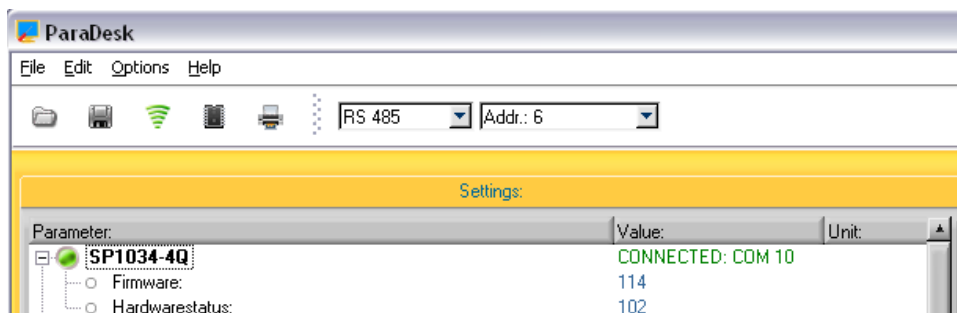 ParaDesk
File Edit Options Help
RS 485 Addr.: 6
Settings:
Parameter: Value: Unit:
SP1034-4Q CONNECTED: COM 10
Firmware: 114
Hardwarestatus: 102